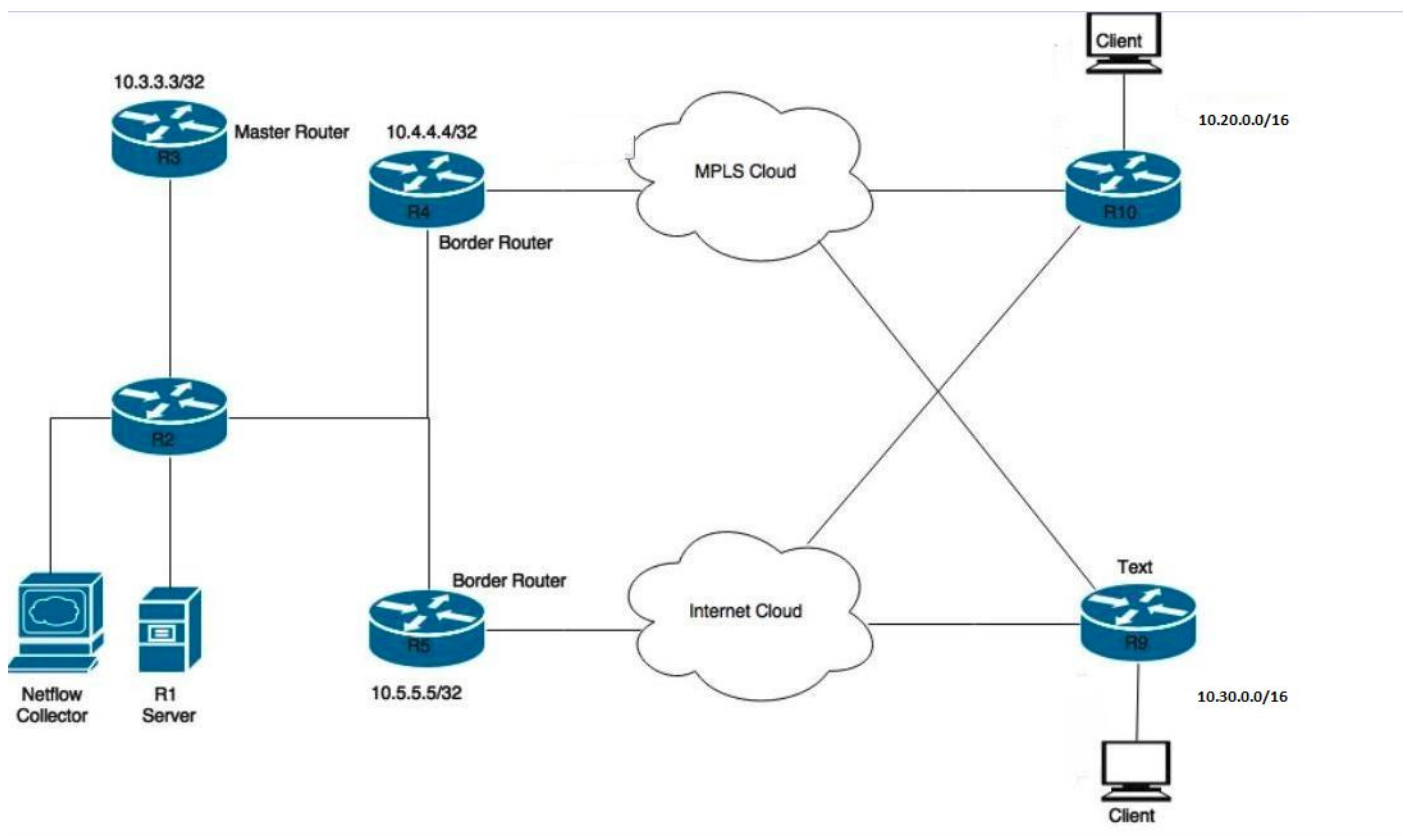 Client
10.3.3.3/32
10.20.0.0/16
Master Router
10.4.4.4/32
R3
MPLS Cloud
R4
R10
Border Router
R2
Border Router
Text
Internet Cloud
R5
R9
Netflow
Collector
R1
Server
10.5.5.5/32
10.30.0.0/16
Client